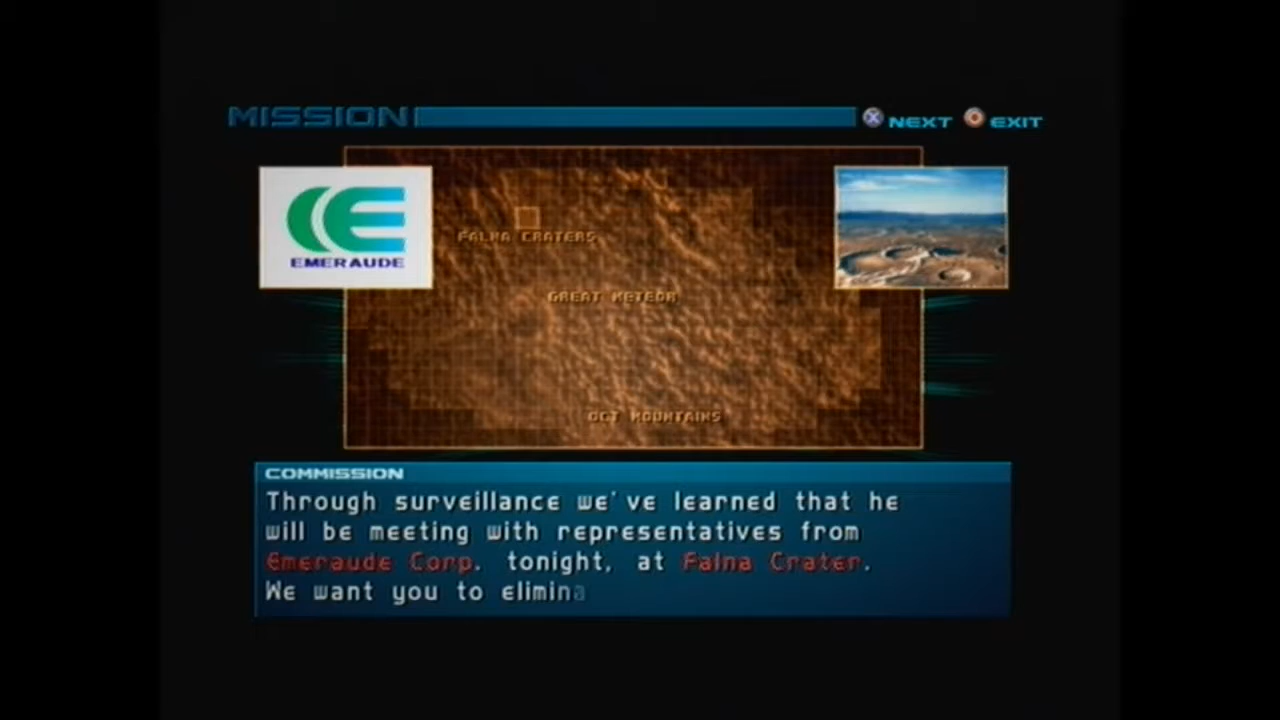 MISSION
NEXT
EXIT
EMERAUDE
FALNA CRATERS
GREAT METEOR
OCT MOUNTAINS
COMMISSION
Through surveillance we've learned that he
will be meeting with representatives from
Emeraude Corp. tonight, at Falna Crater.
We want you to elimina